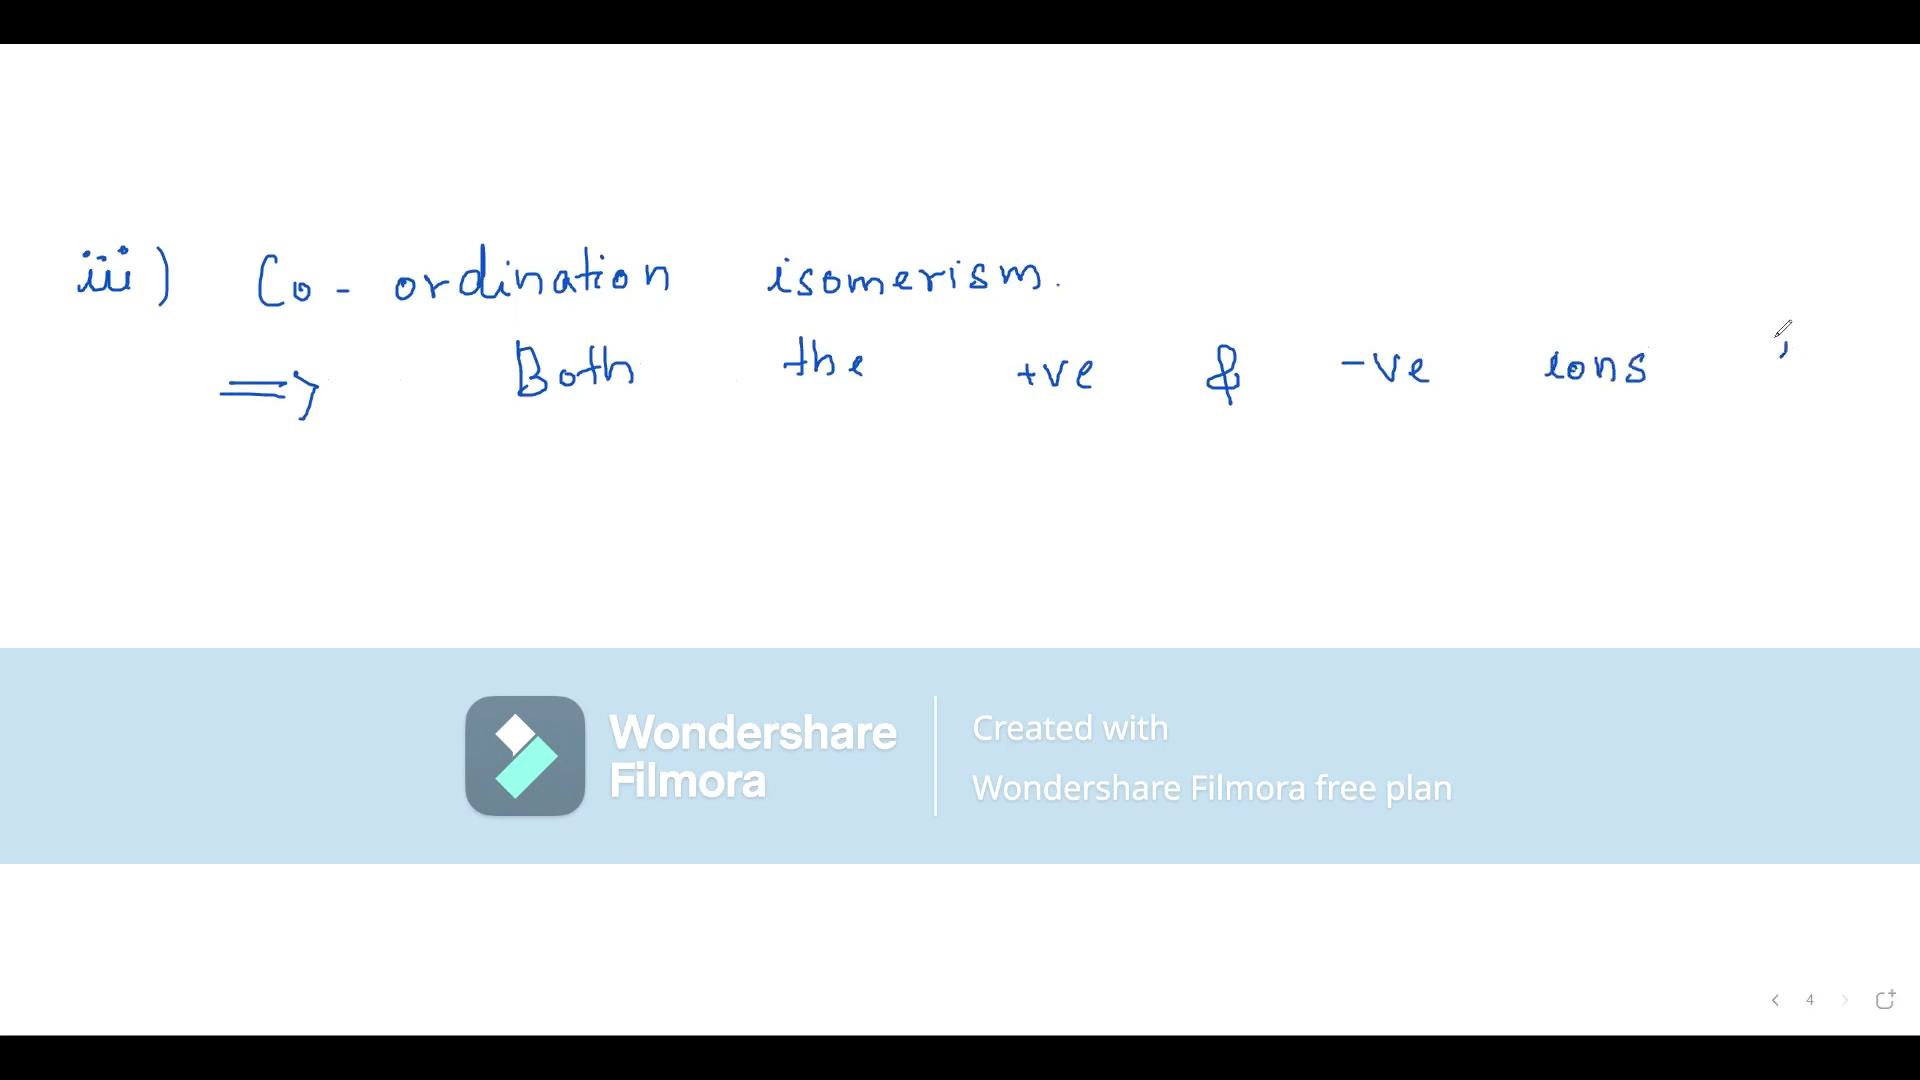 iii) Co-ordination isomerism.
=> Both the +ve & -ve ions
Wondershare
Filmora
Created with
Wondershare Filmora free plan
4